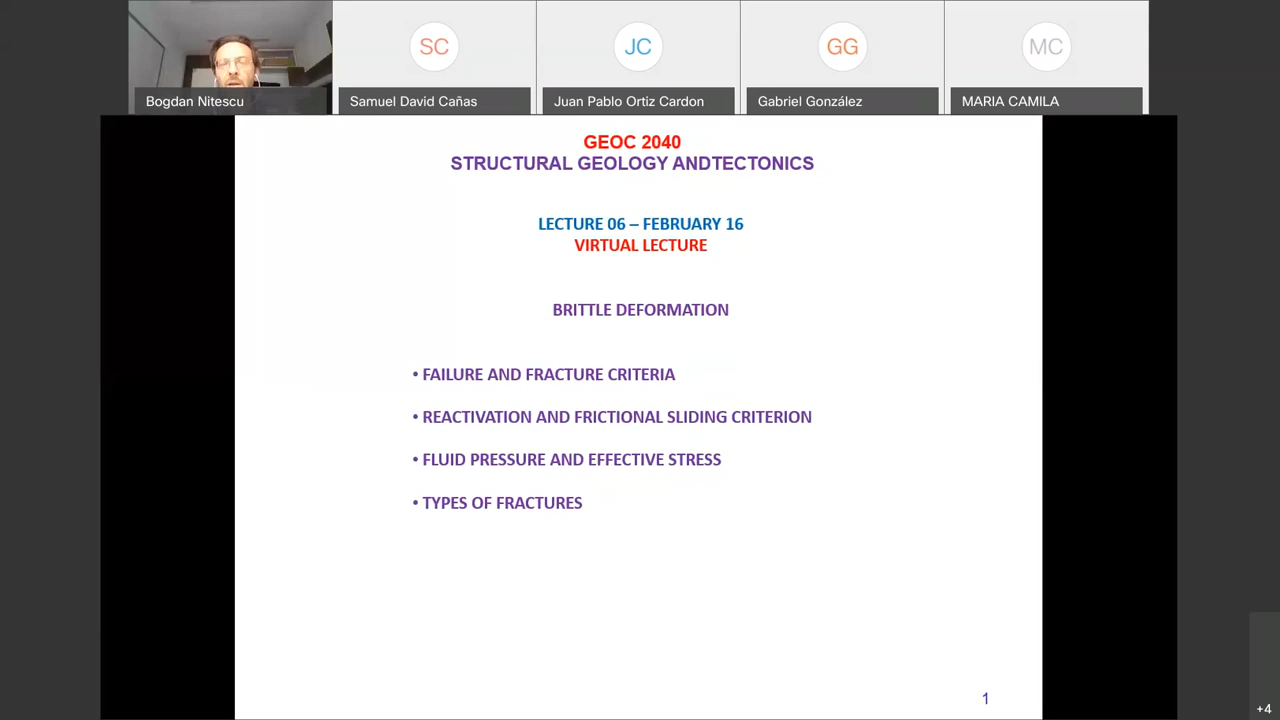 SC
JC
GG
MC
Bogdan Nitescu
Samuel David Cañas
Juan Pablo Ortiz Cardon
Gabriel González
MARIA CAMILA
GEOC 2040
STRUCTURAL GEOLOGY ANDTECTONICS
LECTURE 06 – FEBRUARY 16
VIRTUAL LECTURE
BRITTLE DEFORMATION
• FAILURE AND FRACTURE CRITERIA
• REACTIVATION AND FRICTIONAL SLIDING CRITERION
• FLUID PRESSURE AND EFFECTIVE STRESS
• TYPES OF FRACTURES
1
+4